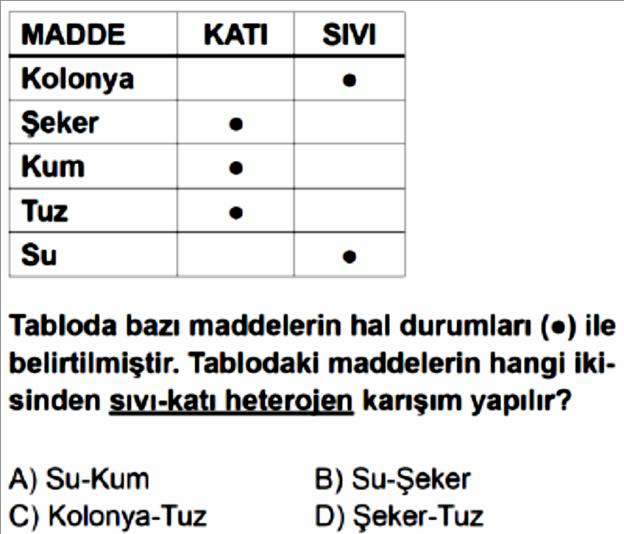 MADDE KATI SIVI
Kolonya ●
Şeker ●
Kum ●
Tuz ●
Su ●
Tabloda bazı maddelerin hal durumları (●) ile
belirtilmiştir. Tablodaki maddelerin hangi iki-
sinden sıvı-katı heterojen karışım yapılır?
A) Su-Kum B) Su-Şeker
C) Kolonya-Tuz D) Şeker-Tuz